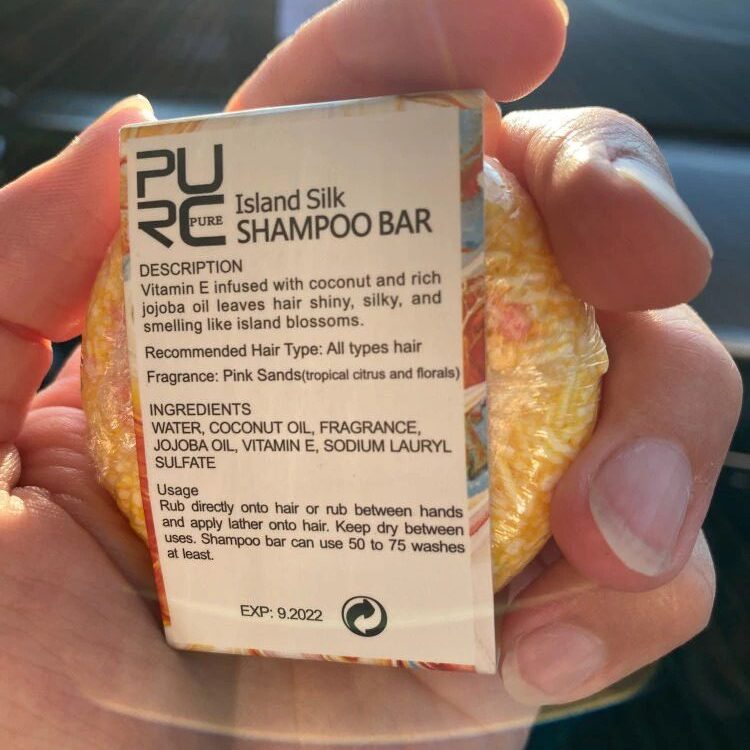 PU
RC PURE
Island Silk
SHAMPOO BAR
DESCRIPTION
Vitamin E infused with coconut and rich
jojoba oil leaves hair shiny, silky, and
smelling like island blossoms.
Recommended Hair Type: All types hair
Fragrance: Pink Sands(tropical citrus and florals)
INGREDIENTS
WATER, COCONUT OIL, FRAGRANCE,
JOJOBA OIL, VITAMIN E, SODIUM LAURYL
SULFATE
Usage
Rub directly onto hair or rub between hands
and apply lather onto hair. Keep dry between
uses. Shampoo bar can use 50 to 75 washes
at least.
EXP: 9.2022